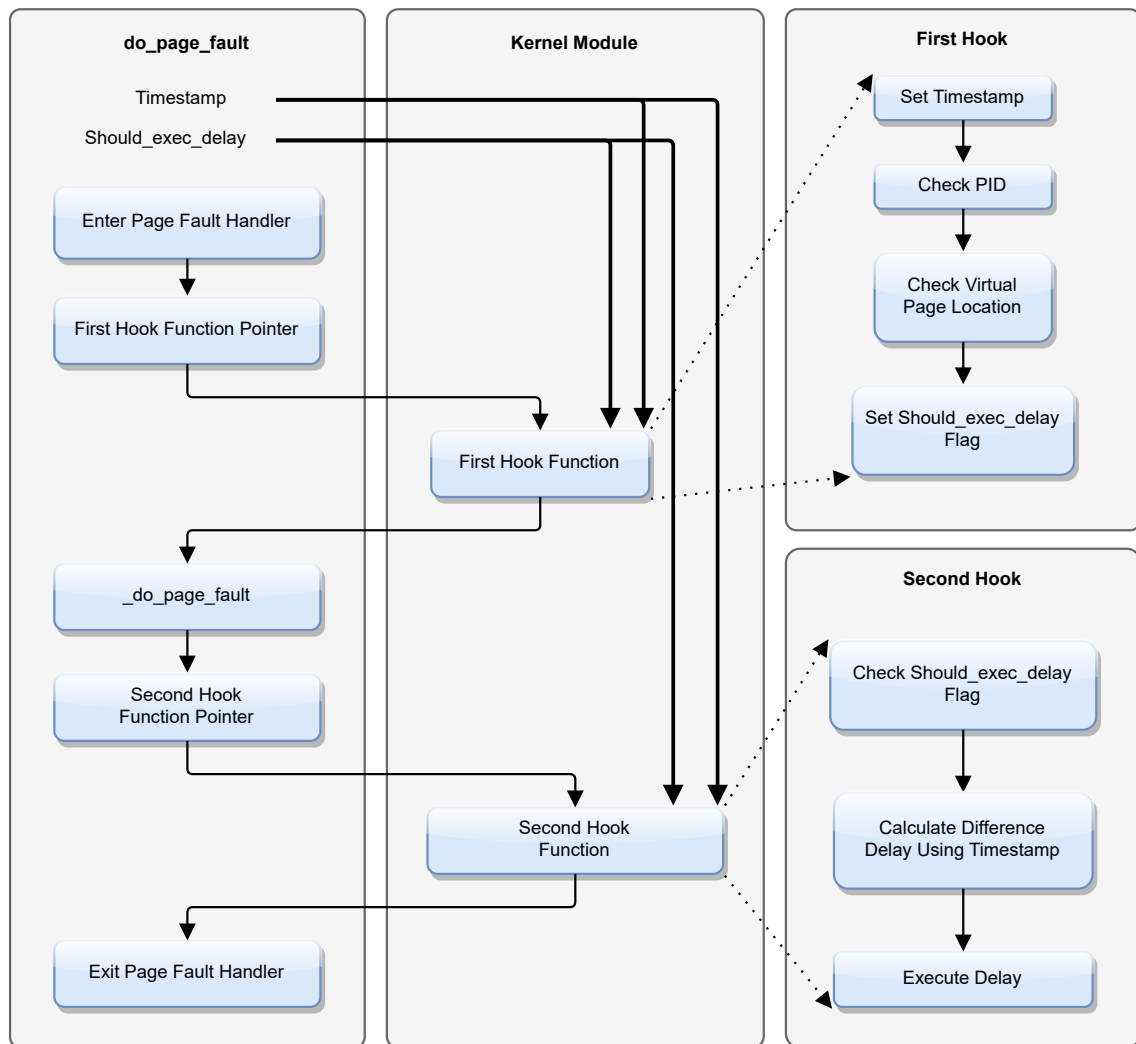 do_page_fault
Timestamp
Should_exec_delay
Enter Page Fault Handler
First Hook Function Pointer
_do_page_fault
Second Hook
Function Pointer
Exit Page Fault Handler
Kernel Module
First Hook Function
Second Hook
Function
First Hook
Set Timestamp
Check PID
Check Virtual
Page Location
Set Should_exec_delay
Flag
Second Hook
Check Should_exec_delay
Flag
Calculate Difference
Delay Using Timestamp
Execute Delay